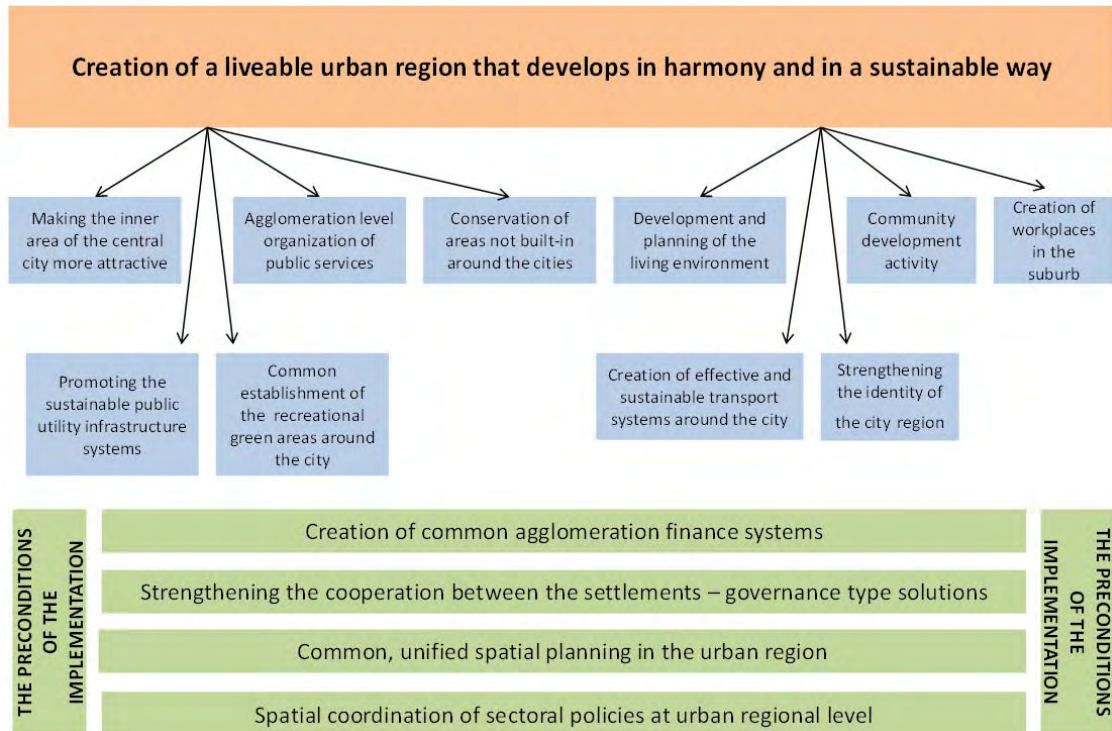 Creation of a liveable urban region that develops in harmony and in a sustainable way
Making the inner
area of the central
city more attractive
Agglomeration level
organization of
public services
Conservation of
areas not built-in
around the cities
Development and
planning of the
living environment
Community
development
activity
Creation of
workplaces
in the
suburb
Promoting the
sustainable public
utility infrastructure
systems
Common
establishment of
the recreational
green areas around
the city
Creation of effective and
sustainable transport
systems around the city
Strengthening
the identity of
the city region
THE PRECONDITIONS
OF THE
IMPLEMENTATION
Creation of common agglomeration finance systems
Strengthening the cooperation between the settlements – governance type solutions
Common, unified spatial planning in the urban region
Spatial coordination of sectoral policies at urban regional level
THE PRECONDITIONS
OF THE
IMPLEMENTATION